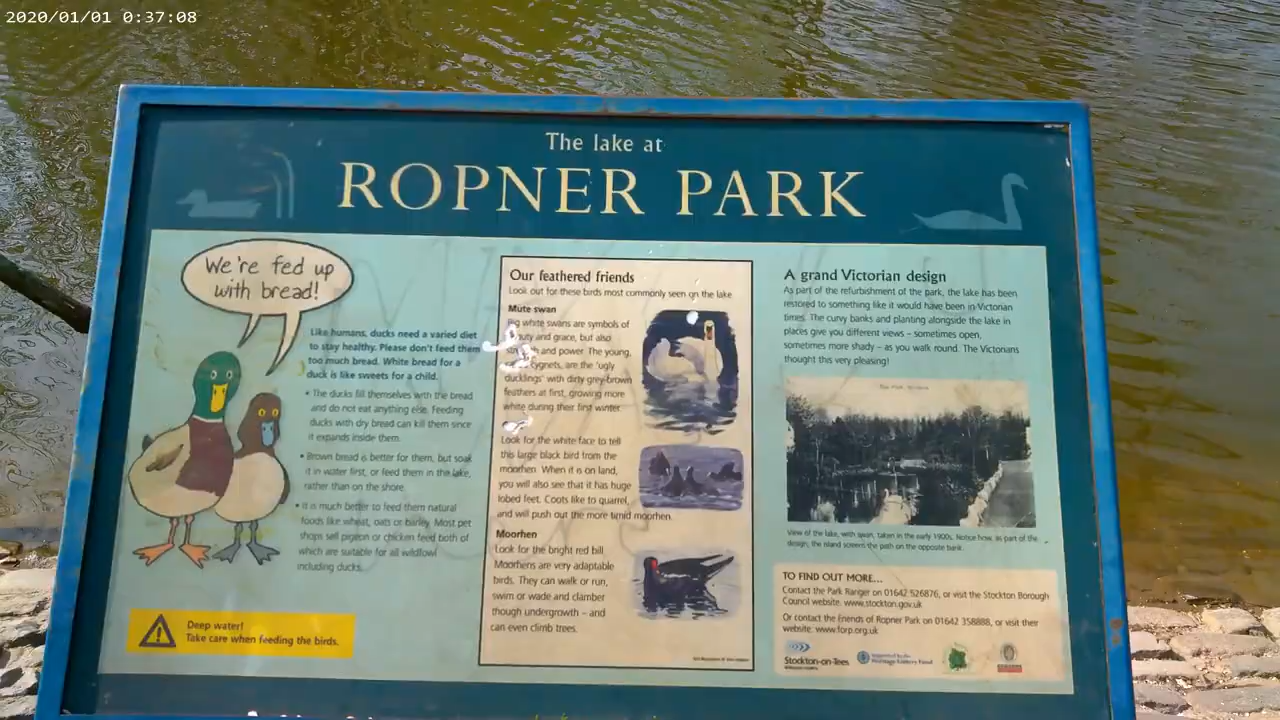 2020/01/01 0:37:08
The lake at
ROPNER PARK
We're fed up
with bread!
Like humans, ducks need a varied diet
to stay healthy. Please don't feed them
too much bread. White bread for a
duck is like sweets for a child.
• The ducks fill themselves with the bread
and do not eat anything else. Feeding
ducks with dry bread can kill them since
it expands inside them.
• Brown bread is better for them, but soak
it in water first, or feed them in the lake,
rather than on the shore.
• It is much better to feed them natural
foods like wheat, oats or barley. Most pet
shops sell pigeon or chicken feed both of
which are suitable for all wildfowl
including ducks.
Deep water!
Take care when feeding the birds.
Our feathered friends
Look out for these birds most commonly seen on the lake
Mute swan
Big white swans are symbols of
beauty and grace, but also
and power. The young,
cygnets, are the 'ugly
ducklings' with dirty grey-brown
feathers at first, growing more
white during their first winter.
Look for the white face to tell
this large black bird from the
moorhen. When it is on land,
you will also see that it has huge
lobed feet. Coots like to quarrel,
and will push out the more timid moorhen.
Moorhen
Look for the bright red bill.
Moorhens are very adaptable
birds. They can walk or run,
swim or wade and clamber
though undergrowth – and
can even climb trees.
A grand Victorian design
As part of the refurbishment of the park, the lake has been
restored to something like it would have been in Victorian
times. The curvy banks and planting alongside the lake in
places give you different views – sometimes open,
sometimes more shady – as you walk round. The Victorians
thought this very pleasing!
View of the lake, with swan, taken in the early 1900s. Notice how, as part of the
design, the island screens the path on the opposite bank.
TO FIND OUT MORE...
Contact the Park Ranger on 01642 526876, or visit the Stockton Borough
Council website. www.stockton.gov.uk
Or contact the Friends of Ropner Park on 01642 358888, or visit their
website. www.forp.org.uk
Stockton-on-Tees
Heritage Lottery Fund